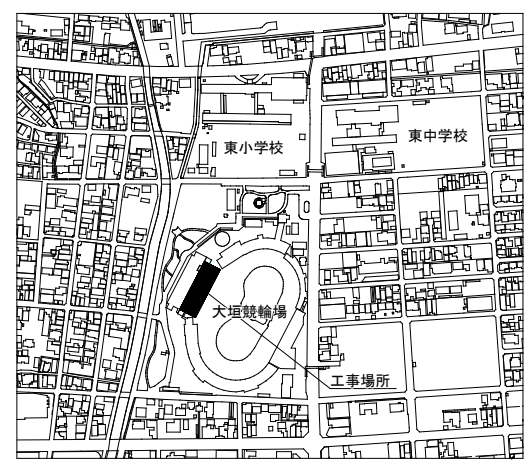 東小学校
東中学校
大垣競輪場
工事場所